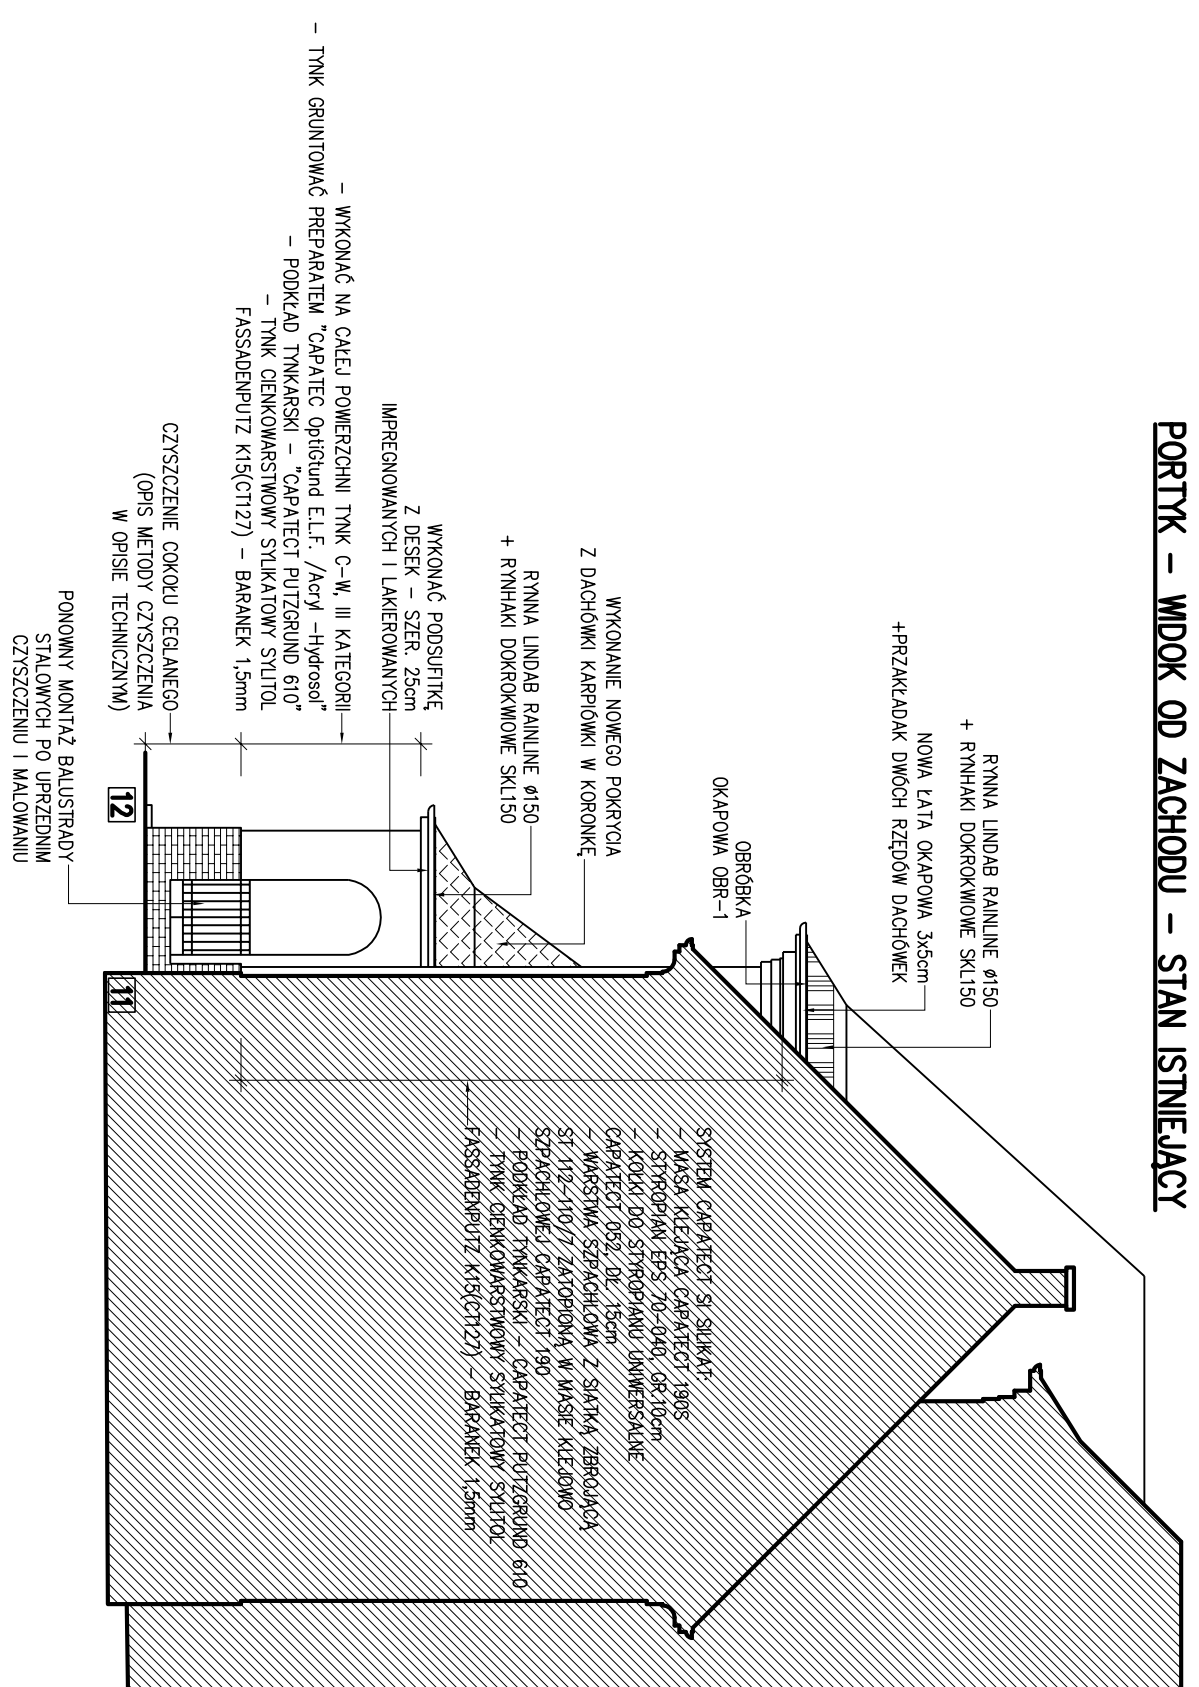 PORTYK – WIDOK OD ZACHODU – STAN ISTNIEJĄCY
RYNNA LINDAB RAINLINE ø150
+ RYNHAKI DOKROKWIOWE SKL150
NOWA ŁATA OKAPOWA 3x5cm
+PRZAKŁADAK DWÓCH RZĘDÓW DACHÓWEK
OBRÓBKA
OKAPOWA OBR-1
WYKONANIE NOWEGO POKRYCIA
Z DACHÓWKI KARPIÓWKI W KORONKĘ
RYNNA LINDAB RAINLINE ø150
+ RYNHAKI DOKROKWIOWE SKL150
WYKONAĆ PODSUFITKĘ
Z DESEK – SZER. 25cm
IMPREGNOWANYCH I LAKIEROWANYCH
– WYKONAĆ NA CAŁEJ POWIERZCHNI TYNK C-W, III KATEGORII
– TYNK GRUNTOWAĆ PREPARATEM "CAPATEC OptiGtund E.L.F. /Acryl –Hydrosol"
– PODKŁAD TYNKARSKI – "CAPATECT PUTZGRUND 610"
– TYNK CIENKOWARSTWOWY SYLIKATOWY SYLITOL
FASSADENPUTZ K15(CT127) – BARANEK 1,5mm
CZYSZCZENIE COKOŁU CEGLANEGO
(OPIS METODY CZYSZCZENIA
W OPISIE TECHNICZNYM)
PONOWNY MONTAŻ BALUSTRADY
STALOWYCH PO UPRZEDNIM
CZYSZCZENIU I MALOWANIU
12
11
SYSTEM CAPATECT SI SILIKAT:
– MASA KLEJĄCA CAPATECT 190S
– STYROPIAN EPS 70-040, GR.10cm
– KOŁKI DO STYROPIANU UNIWERSALNE
CAPATECT 052, DŁ. 15cm
– WARSTWA SZPACHLOWA Z SIATKĄ ZBROJĄCĄ
ST 112-110/7 ZATOPIONĄ W MASIE KLEJOWO
SZPACHLOWEJ CAPATECT 190
– PODKŁAD TYNKARSKI – CAPATECT PUTZGRUND 610
– TYNK CIENKOWARSTWOWY SYLIKATOWY SYLITOL
FASSADENPUTZ K15(CT127) – BARANEK 1,5mm